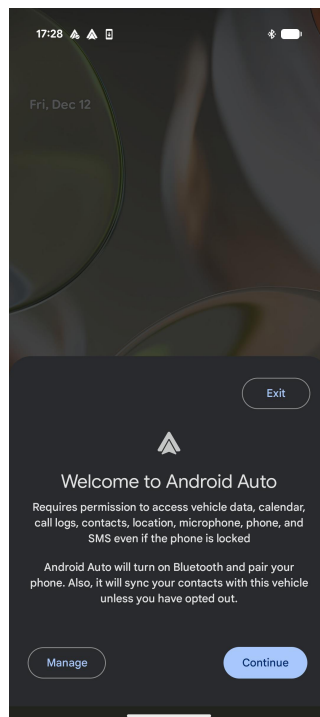 17:28
Fri, Dec 12
Exit
Welcome to Android Auto
Requires permission to access vehicle data, calendar,
call logs, contacts, location, microphone, phone, and
SMS even if the phone is locked
Android Auto will turn on Bluetooth and pair your
phone. Also, it will sync your contacts with this vehicle
unless you have opted out.
Manage
Continue